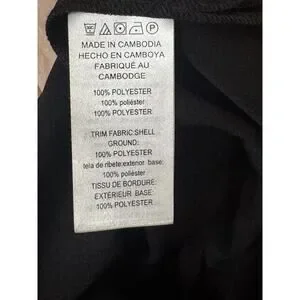 MADE IN CAMBODIA
HECHO EN CAMBOYA
FABRIQUÉ AU
CAMBODGE
100% POLYESTER
100% poliéster
100% POLYESTER
TRIM FABRIC:SHELL
GROUND:
100% POLYESTER
tela de ribete:exterior base:
100% poliéster
TISSU DE BORDURE:
EXTÉRIEUR BASE:
100% POLYESTER